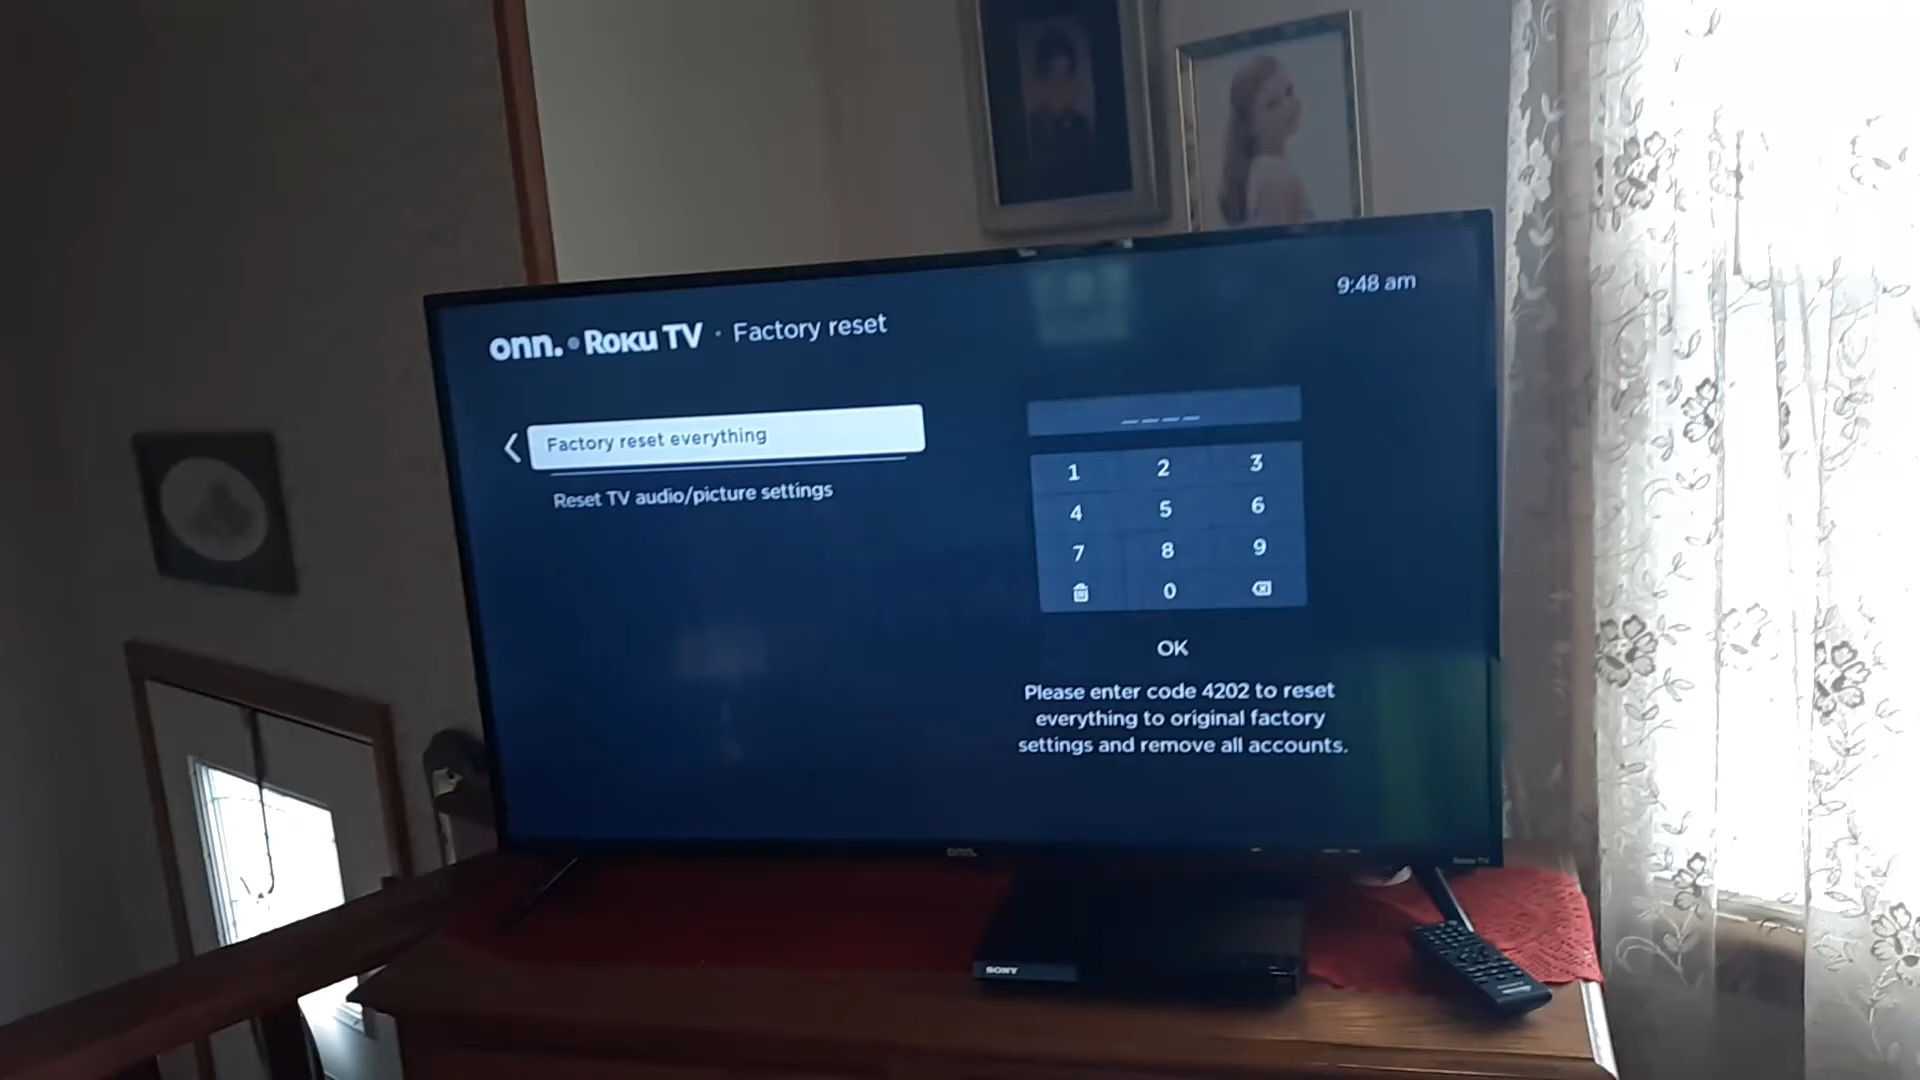 9:48 am
onn. • Roku TV • Factory reset
Factory reset everything
Reset TV audio/picture settings
_ _ _ _
1 2 3
4 5 6
7 8 9
0
OK
Please enter code 4202 to reset
everything to original factory
settings and remove all accounts.
onn.
Roku TV
SONY